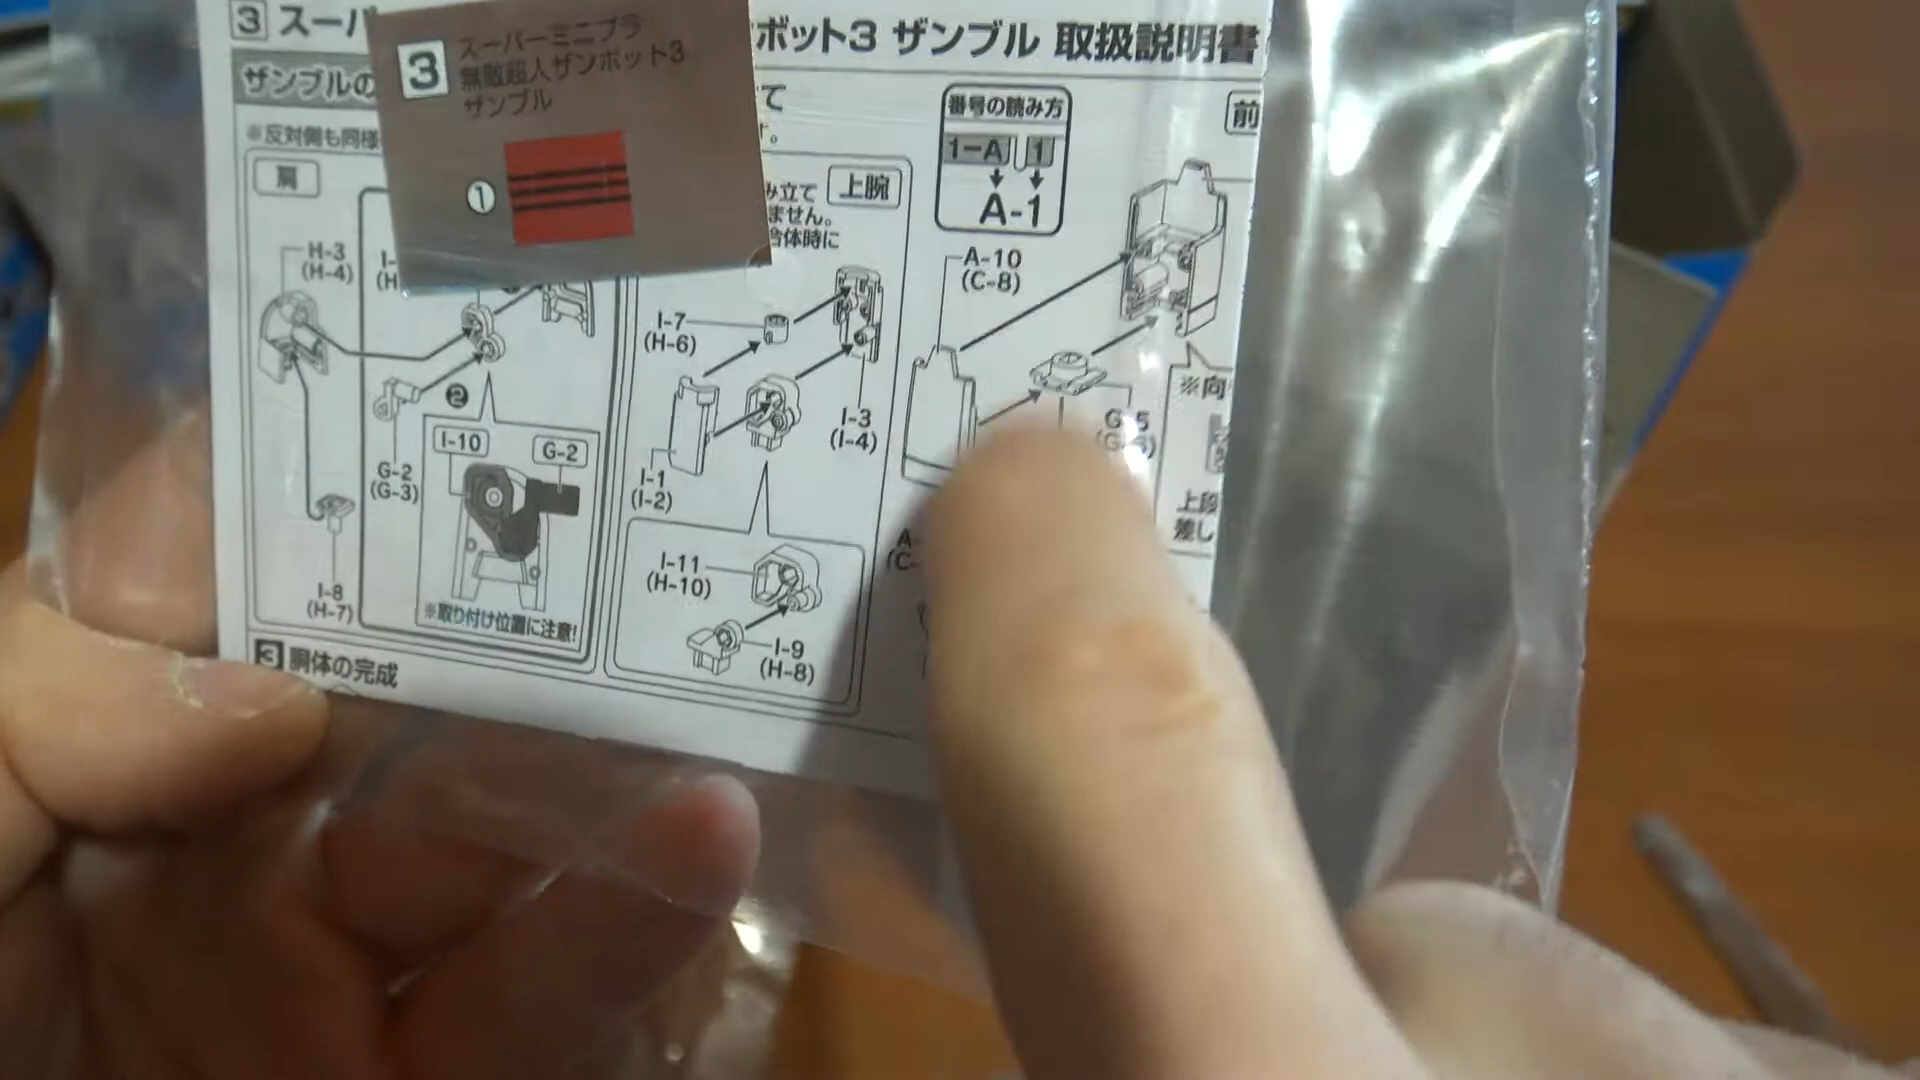 3 スーパ
ボット3 ザンブル 取扱説明書
3 スーパーミニプラ
無敵超人ザンボット3
ザンブル
①
ザンブルの
※反対側も同様
て
す。
番号の読み方
1-A 1
A-1
前
肩
H-3
(H-4)
I-
(H
❷
G-2
(G-3)
I-10
G-2
※取り付け位置に注意!
I-8
(H-7)
み立て
ません。
合体時に
上腕
I-7
(H-6)
I-3
(I-4)
I-1
(I-2)
I-11
(H-10)
I-9
(H-8)
A-10
(C-8)
G-5
※向
上段
差し
A-
(C-
3 胴体の完成